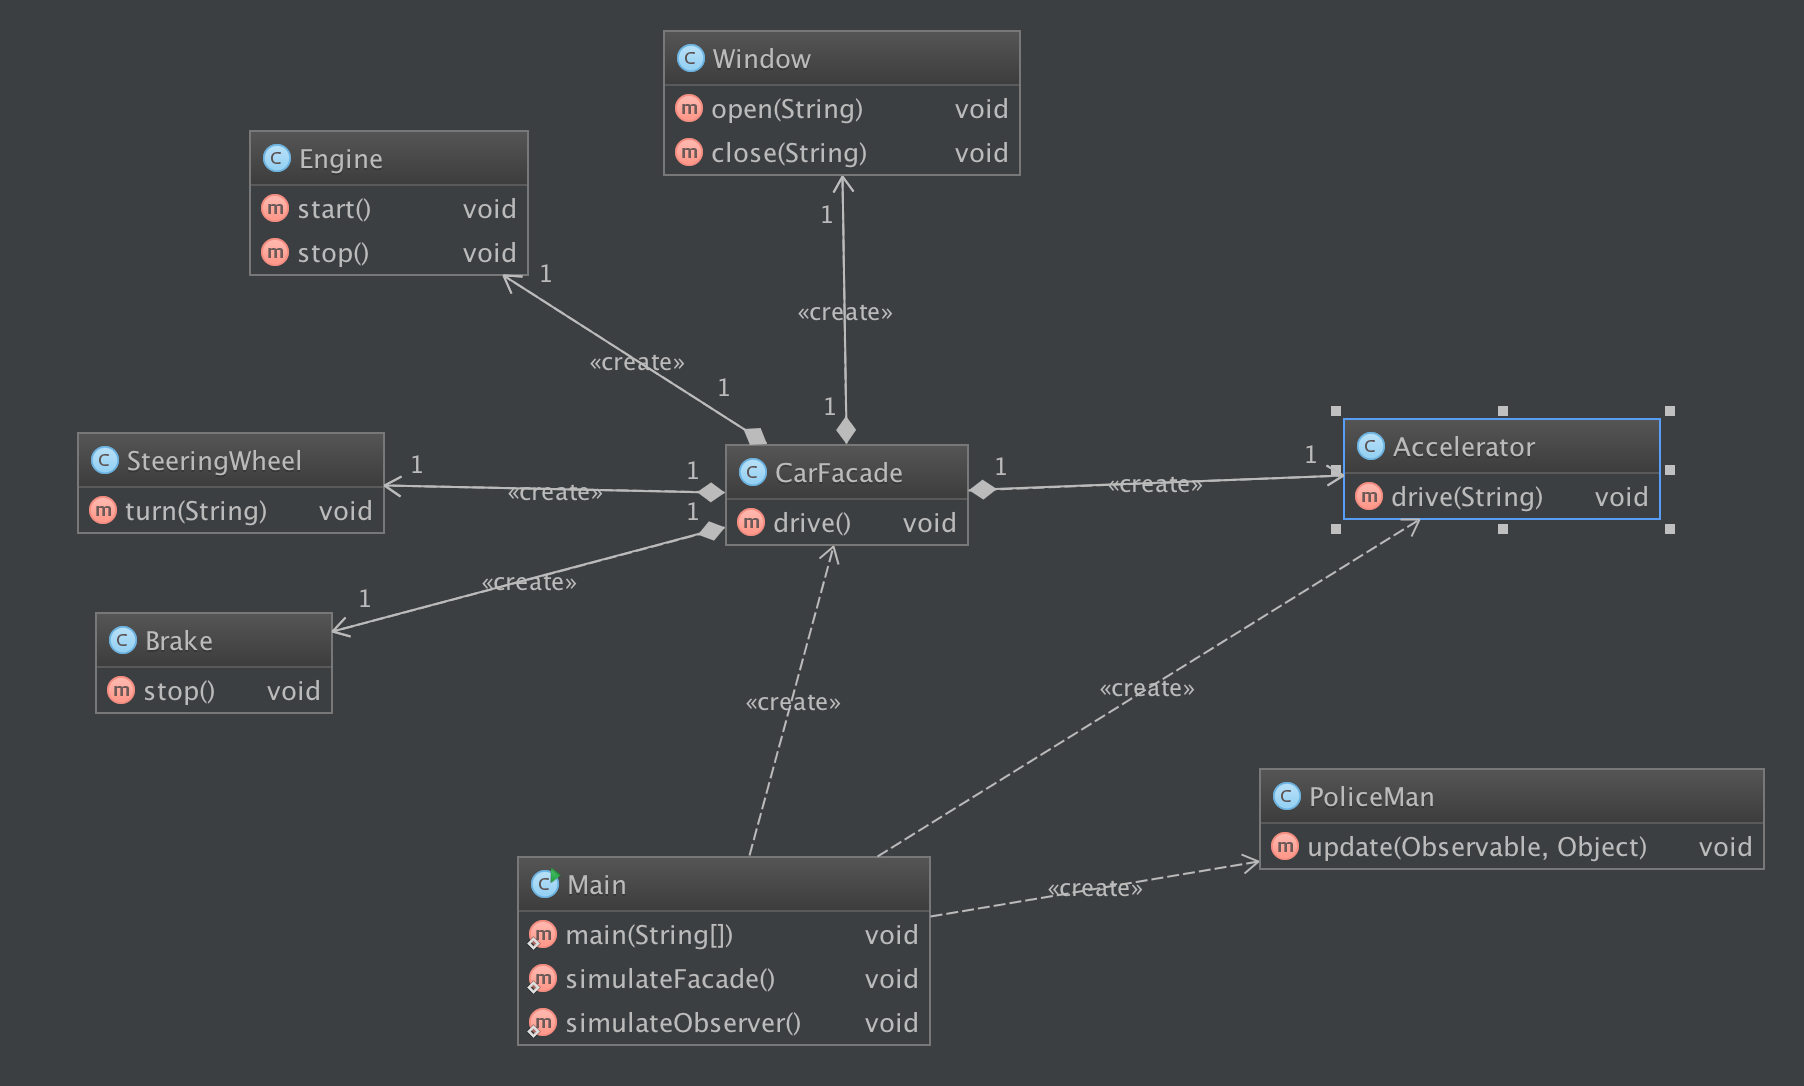 Window
open(String) void
close(String) void
Engine
start() void
stop() void
1
1
«create»
«create»
1
1
SteeringWheel
turn(String) void
1
«create»
1
1
CarFacade
drive() void
1
«create»
1
Accelerator
drive(String) void
Brake
stop() void
1
«create»
«create»
«create»
PoliceMan
update(Observable, Object) void
«create»
Main
main(String[]) void
simulateFacade() void
simulateObserver() void